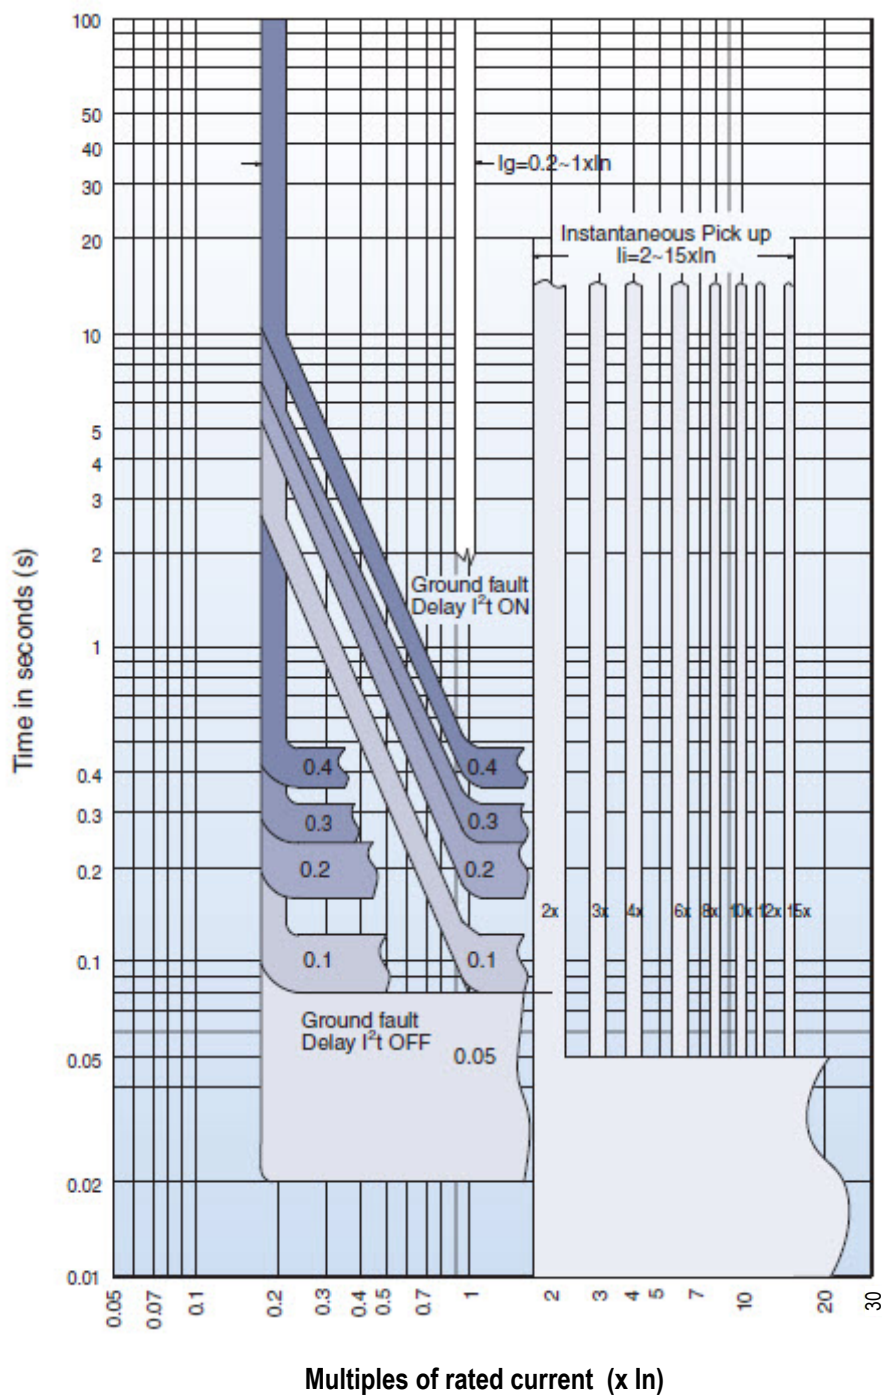 100
50
40
30
20
10
5
4
3
2
1
0.4
0.3
0.2
0.1
0.05
0.02
0.01
Time in seconds (s)
Ig=0.2~1xIn
Instantaneous Pick up
Ii=2~15xIn
Ground fault
Delay I²t ON
0.4
0.4
0.3
0.3
0.2
0.2
0.1
0.1
2x 3x 4x 6x 8x 10x 12x 15x
Ground fault
Delay I²t OFF
0.05
0.05 0.07 0.1 0.2 0.3 0.4 0.5 0.7 1 2 3 4 5 7 10 20 30
Multiples of rated current (x In)